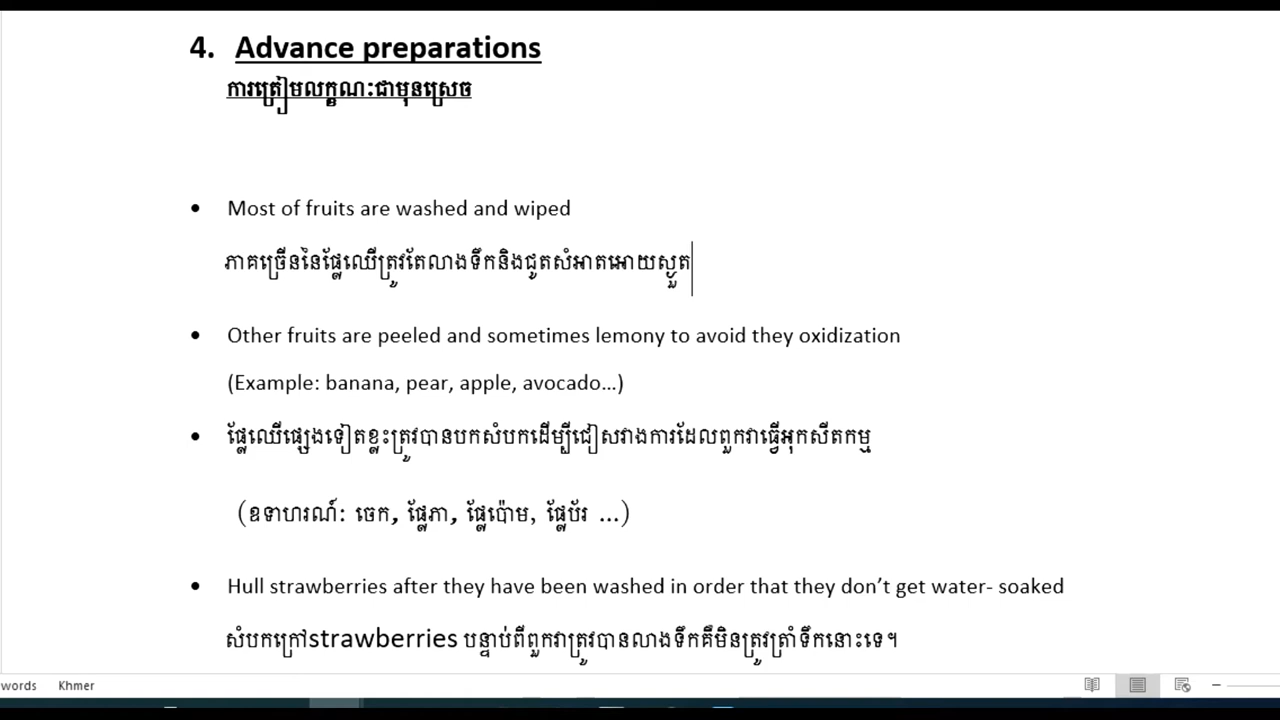 4. Advance preparations
ការត្រៀមលក្ខណៈជាមុនស្រេច
• Most of fruits are washed and wiped
ភាគច្រើននៃផ្លែឈើត្រូវតែលាងទឹកនិងជូតសំអាតអោយស្ងួត
• Other fruits are peeled and sometimes lemony to avoid they oxidization
(Example: banana, pear, apple, avocado...)
• ផ្លែឈើផ្សេងទៀតខ្លះត្រូវបានបកសំបកដើម្បីជៀសវាងការដែលពួកវាធ្វើអុកស៊ីតកម្ម
(ឧទាហរណ៍: ចេក, ផ្លែភា, ផ្លែប៉ោម, ផ្លែប័រ ...)
• Hull strawberries after they have been washed in order that they don't get water- soaked
សំបកក្រៅstrawberries បន្ទាប់ពីពួកវាត្រូវបានលាងទឹកគឺមិនត្រូវត្រាំទឹកនោះទេ។
words Khmer